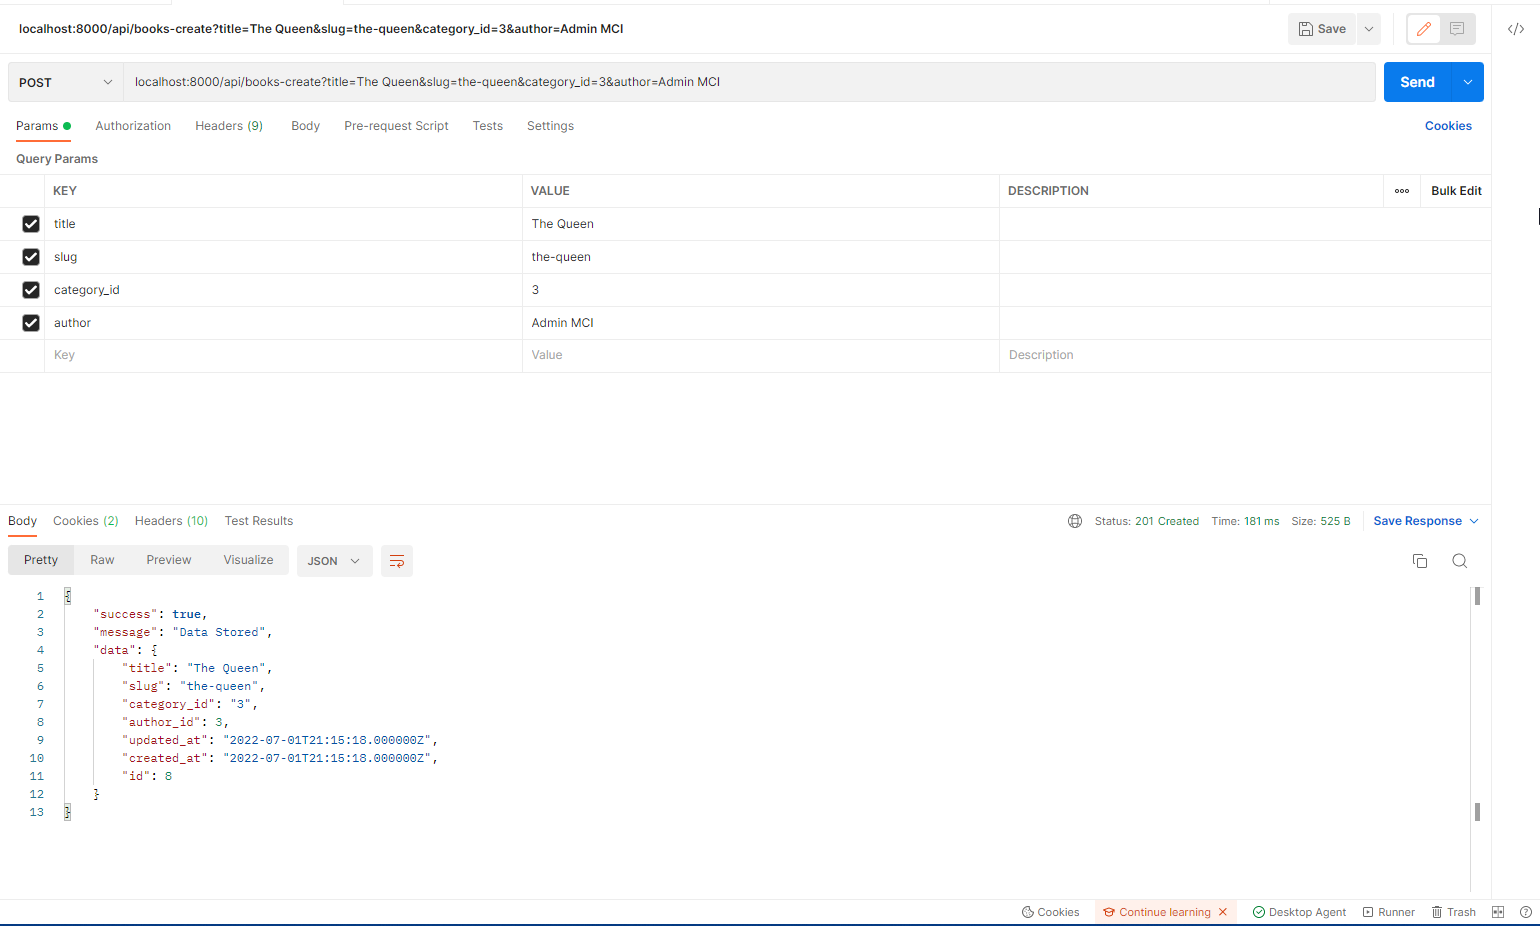 localhost:8000/api/books-create?title=The Queen&slug=the-queen&category_id=3&author=Admin MCI
Save
POST
localhost:8000/api/books-create?title=The Queen&slug=the-queen&category_id=3&author=Admin MCI
Send
Params Authorization Headers (9) Body Pre-request Script Tests Settings Cookies
Query Params
KEY VALUE DESCRIPTION Bulk Edit
title The Queen
slug the-queen
category_id 3
author Admin MCI
Key Value Description
Body Cookies (2) Headers (10) Test Results Status: 201 Created Time: 181 ms Size: 525 B Save Response
Pretty Raw Preview Visualize JSON
1 {
2 "success": true,
3 "message": "Data Stored",
4 "data": {
5 "title": "The Queen",
6 "slug": "the-queen",
7 "category_id": "3",
8 "author_id": 3,
9 "updated_at": "2022-07-01T21:15:18.000000Z",
10 "created_at": "2022-07-01T21:15:18.000000Z",
11 "id": 8
12 }
13 }
Cookies Continue learning Desktop Agent Runner Trash